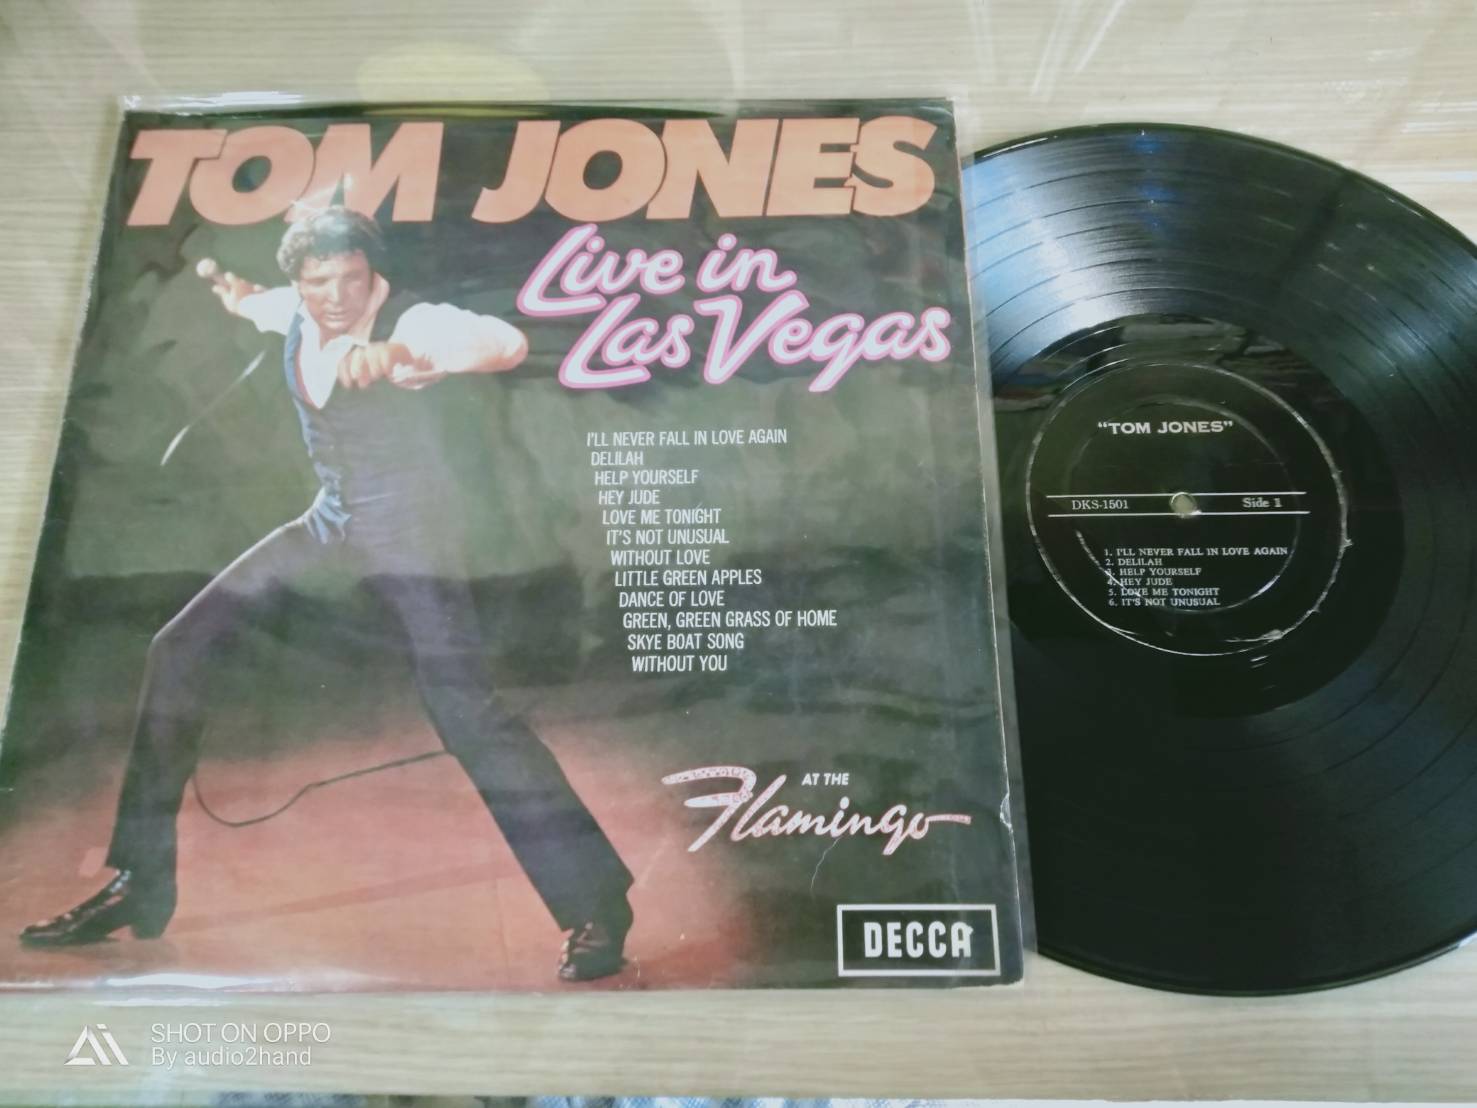 TOM JONES
Live in
Las Vegas
I'LL NEVER FALL IN LOVE AGAIN
DELILAH
HELP YOURSELF
HEY JUDE
LOVE ME TONIGHT
IT'S NOT UNUSUAL
WITHOUT LOVE
LITTLE GREEN APPLES
DANCE OF LOVE
GREEN, GREEN GRASS OF HOME
SKYE BOAT SONG
WITHOUT YOU
AT THE
Flamingo
DECCA
"TOM JONES"
DKS-1501 Side 1
1. I'LL NEVER FALL IN LOVE AGAIN
2. DELILAH
3. HELP YOURSELF
4. HEY JUDE
5. LOVE ME TONIGHT
6. IT'S NOT UNUSUAL
SHOT ON OPPO
By audio2hand